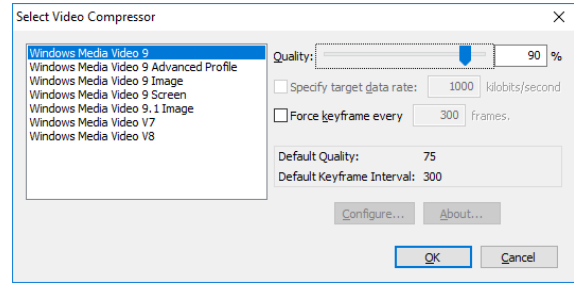 Select Video Compressor
Windows Media Video 9
Windows Media Video 9 Advanced Profile
Windows Media Video 9 Image
Windows Media Video 9 Screen
Windows Media Video 9.1 Image
Windows Media Video V7
Windows Media Video V8
Quality: 90 %
Specify target data rate: 1000 kilobits/second
Force keyframe every 300 frames.
Default Quality: 75
Default Keyframe Interval: 300
Configure... About...
OK Cancel